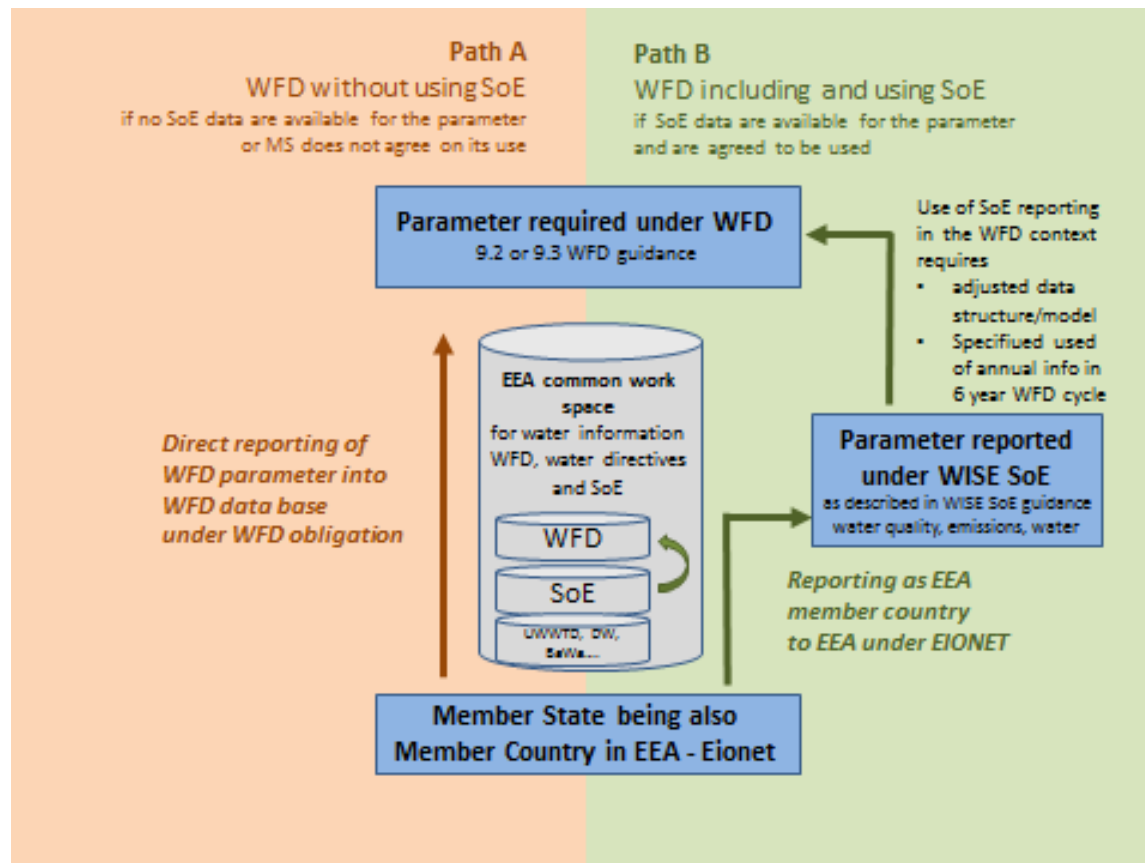 Path A
WFD without using SoE
if no SoE data are available for the parameter
or MS does not agree on its use
Path B
WFD including and using SoE
if SoE data are available for the parameter
and are agreed to be used
Parameter required under WFD
9.2 or 9.3 WFD guidance
Use of SoE reporting
in the WFD context
requires
• adjusted data
structure/model
• Specifiued used
of annual info in
6 year WFD cycle
EEA common work
space
for water information
WFD, water directives
and SoE
WFD
SoE
UWWTD, DW,
BaWa....
Direct reporting of
WFD parameter into
WFD data base
under WFD obligation
Parameter reported
under WISE SoE
as described in WISE SoE guidance
water quality, emissions, water
Reporting as EEA
member country
to EEA under EIONET
Member State being also
Member Country in EEA - Eionet